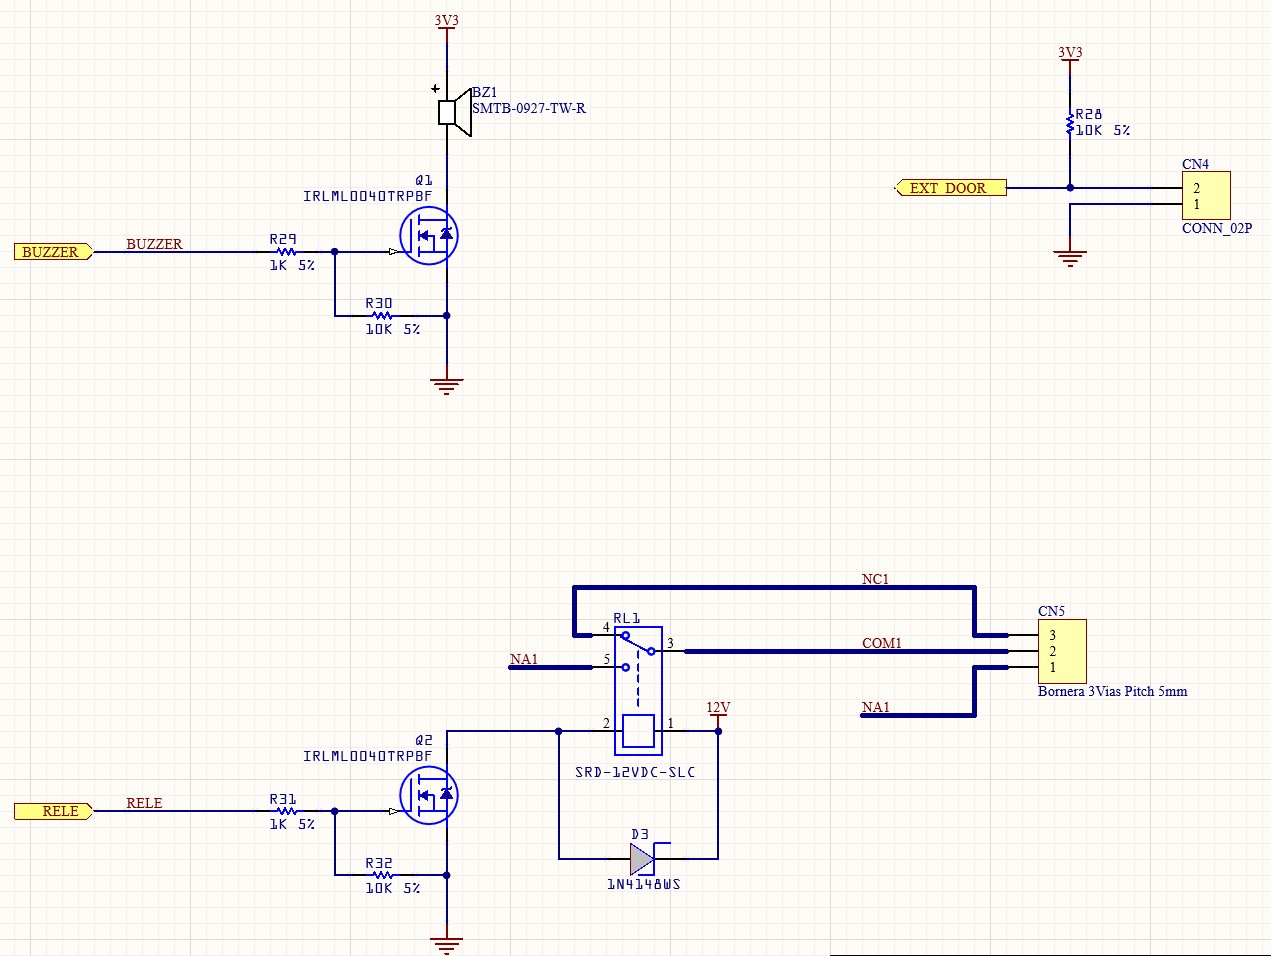 3V3
BZ1
SMTB-0927-TW-R
+
Q1
IRLML0040TRPBF
BUZZER
BUZZER
R29
1K 5%
R30
10K 5%
3V3
R28
10K 5%
EXT DOOR
CN4
2
1
CONN_02P
NC1
RL1
4
3
COM1
NA1
5
CN5
3
2
1
Bornera 3Vias Pitch 5mm
NA1
12V
2
1
SRD-12VDC-SLC
Q2
IRLML0040TRPBF
RELE
RELE
R31
1K 5%
R32
10K 5%
D3
1N4148WS